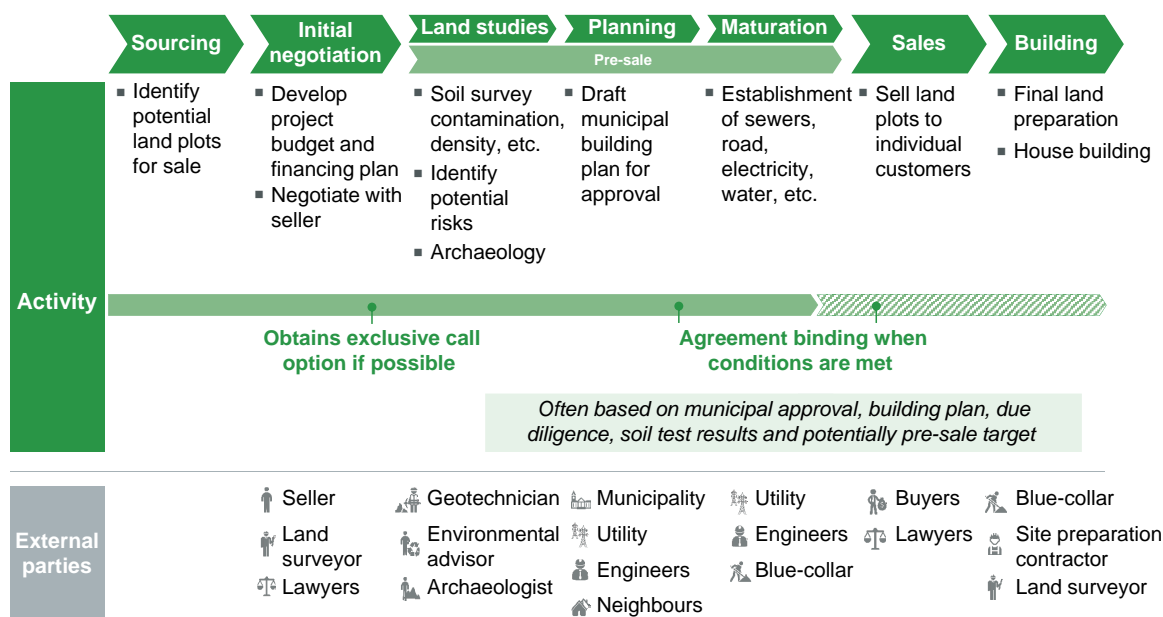 Sourcing
Initial
negotiation
Land studies
Planning
Maturation
Pre-sale
Sales
Building
Activity
Identify
potential
land plots
for sale
Develop
project
budget and
financing plan
Negotiate with
seller
Soil survey
contamination,
density, etc.
Identify
potential
risks
Archaeology
Draft
municipal
building
plan for
approval
Establishment
of sewers,
road,
electricity,
water, etc.
Sell land
plots to
individual
customers
Final land
preparation
House building
Obtains exclusive call
option if possible
Agreement binding when
conditions are met
Often based on municipal approval, building plan, due
diligence, soil test results and potentially pre-sale target
External
parties
Seller
Land
surveyor
Lawyers
Geotechnician
Environmental
advisor
Archaeologist
Municipality
Utility
Engineers
Neighbours
Utility
Engineers
Blue-collar
Buyers
Lawyers
Blue-collar
Site preparation
contractor
Land surveyor